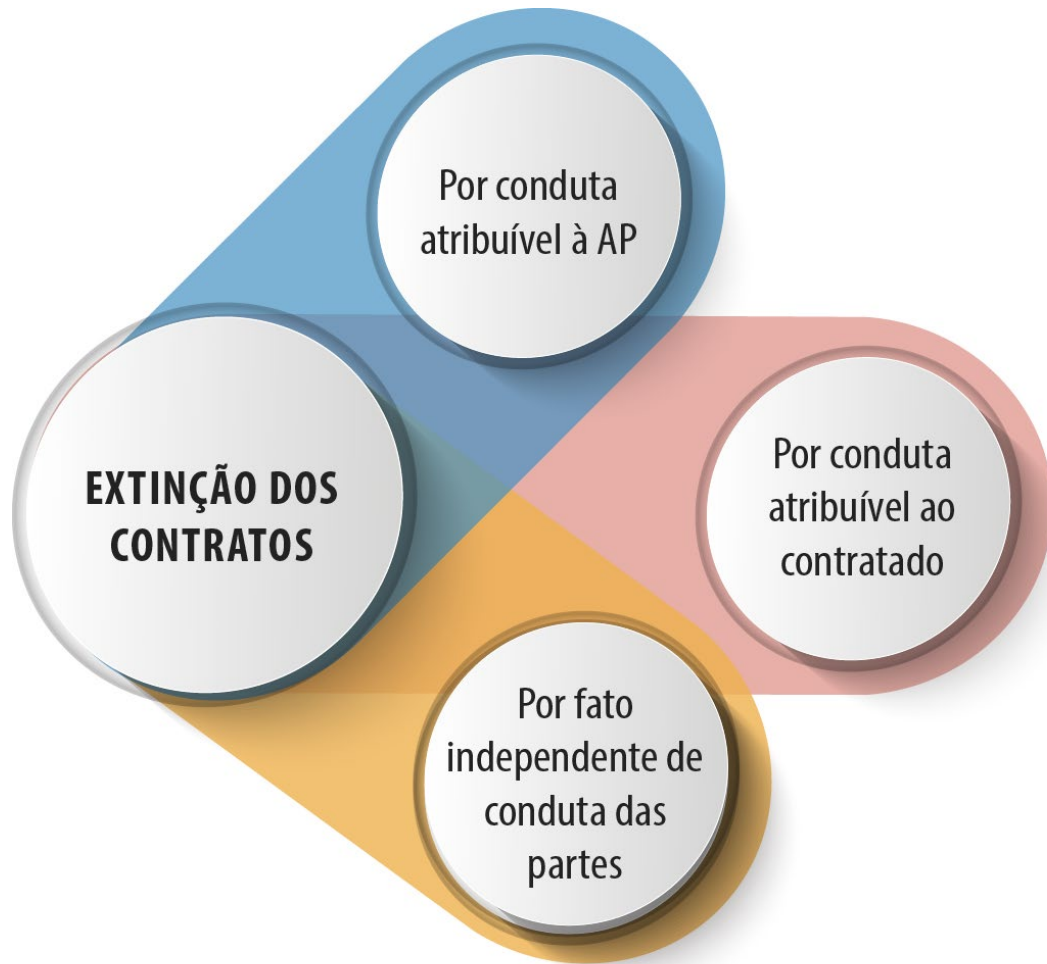 Por conduta
atribuível à AP
EXTINÇÃO DOS
CONTRATOS
Por conduta
atribuível ao
contratado
Por fato
independente de
conduta das
partes